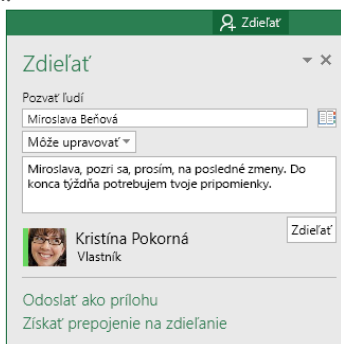 Zdieľať
Zdieľať
Pozvať ľudí
Miroslava Beňová
Môže upravovať
Miroslava, pozri sa, prosím, na posledné zmeny. Do
konca týždňa potrebujem tvoje pripomienky.
Zdieľať
Kristína Pokorná
Vlastník
Odoslať ako prílohu
Získať prepojenie na zdieľanie